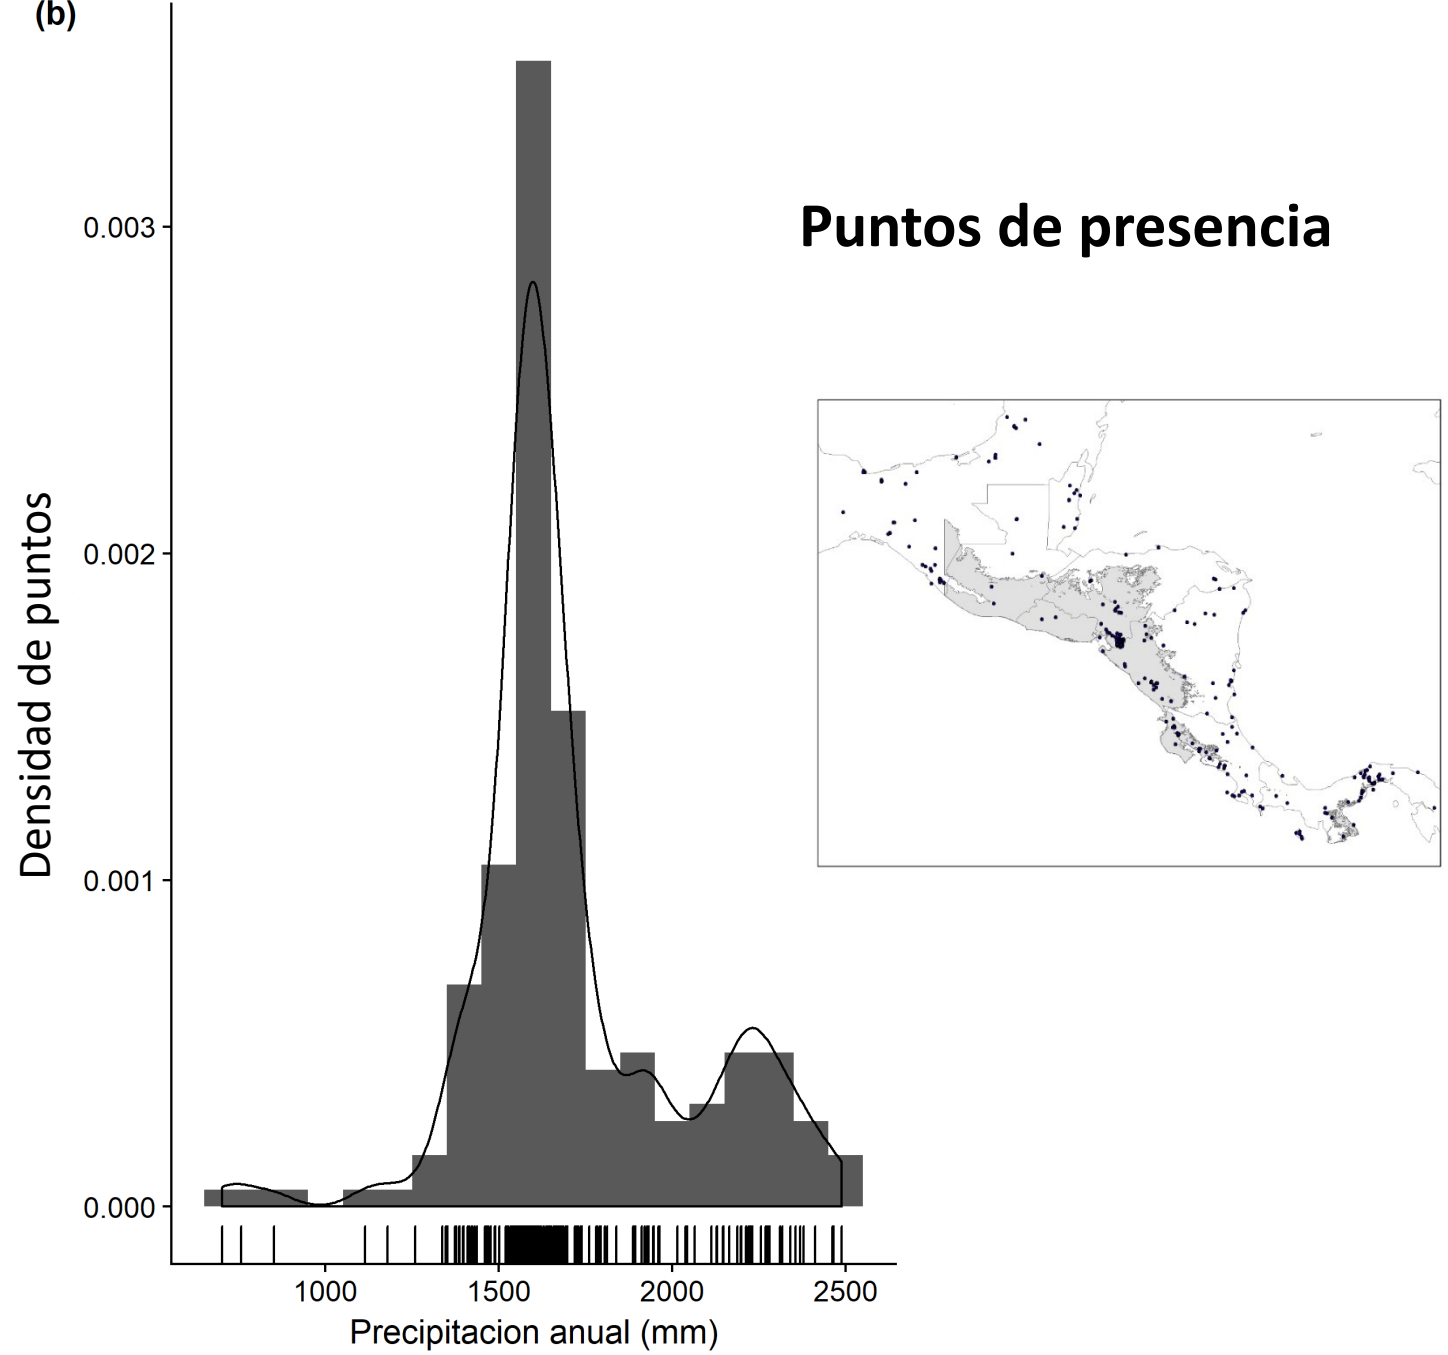 (b)
Puntos de presencia
Densidad de puntos
0.003
0.002
0.001
0.000
1000 1500 2000 2500
Precipitacion anual (mm)